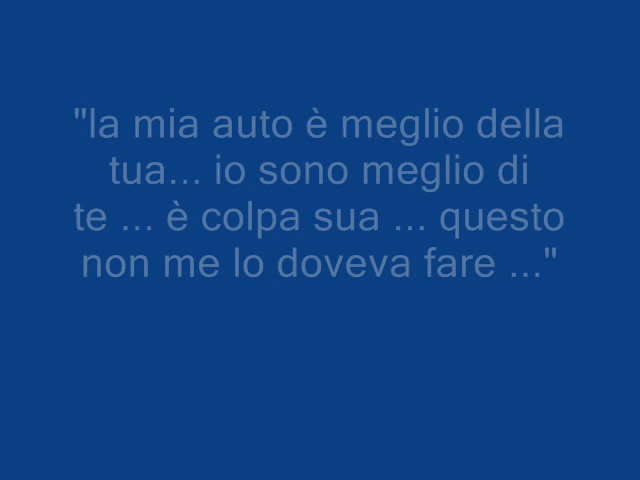 "la mia auto è meglio della
tua... io sono meglio di
te ... è colpa sua ... questo
non me lo doveva fare ..."